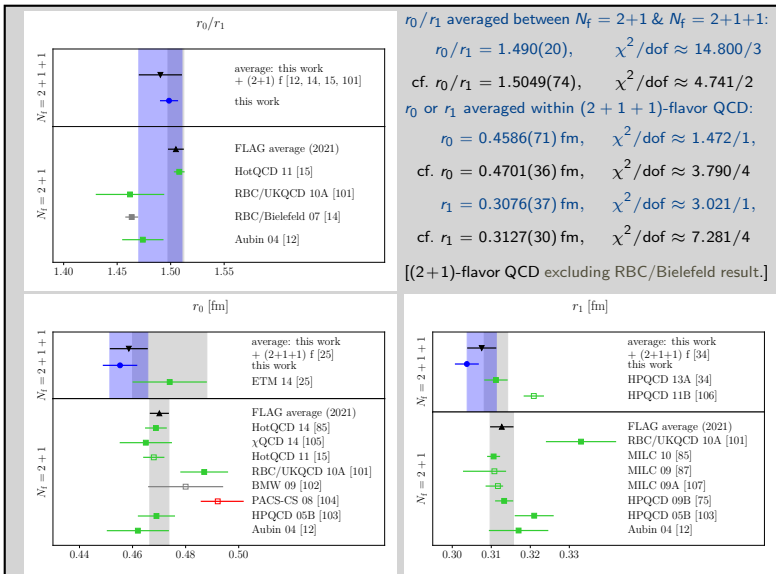 r₀/r₁
N_f = 2+1+1
average: this work
+ (2+1) f [12, 14, 15, 101]
this work
N_f = 2+1
FLAG average (2021)
HotQCD 11 [15]
RBC/UKQCD 10A [101]
RBC/Bielefeld 07 [14]
Aubin 04 [12]
1.40 1.45 1.50 1.55
r₀/r₁ averaged between N_f = 2+1 & N_f = 2+1+1:
r₀/r₁ = 1.490(20), χ²/dof ≈ 14.800/3
cf. r₀/r₁ = 1.5049(74), χ²/dof ≈ 4.741/2
r₀ or r₁ averaged within (2 + 1 + 1)-flavor QCD:
r₀ = 0.4586(71) fm, χ²/dof ≈ 1.472/1,
cf. r₀ = 0.4701(36) fm, χ²/dof ≈ 3.790/4
r₁ = 0.3076(37) fm, χ²/dof ≈ 3.021/1,
cf. r₁ = 0.3127(30) fm, χ²/dof ≈ 7.281/4
[(2+1)-flavor QCD excluding RBC/Bielefeld result.]
r₀ [fm]
N_f = 2+1+1
average: this work
+ (2+1+1) f [25]
this work
ETM 14 [25]
N_f = 2+1
FLAG average (2021)
HotQCD 14 [85]
χQCD 14 [105]
HotQCD 11 [15]
RBC/UKQCD 10A [101]
BMW 09 [102]
PACS-CS 08 [104]
HPQCD 05B [103]
Aubin 04 [12]
0.44 0.46 0.48 0.50
r₁ [fm]
N_f = 2+1+1
average: this work
+ (2+1+1) f [34]
this work
HPQCD 13A [34]
HPQCD 11B [106]
N_f = 2+1
FLAG average (2021)
RBC/UKQCD 10A [101]
MILC 10 [85]
MILC 09 [87]
MILC 09A [107]
HPQCD 09B [75]
HPQCD 05B [103]
Aubin 04 [12]
0.30 0.31 0.32 0.33